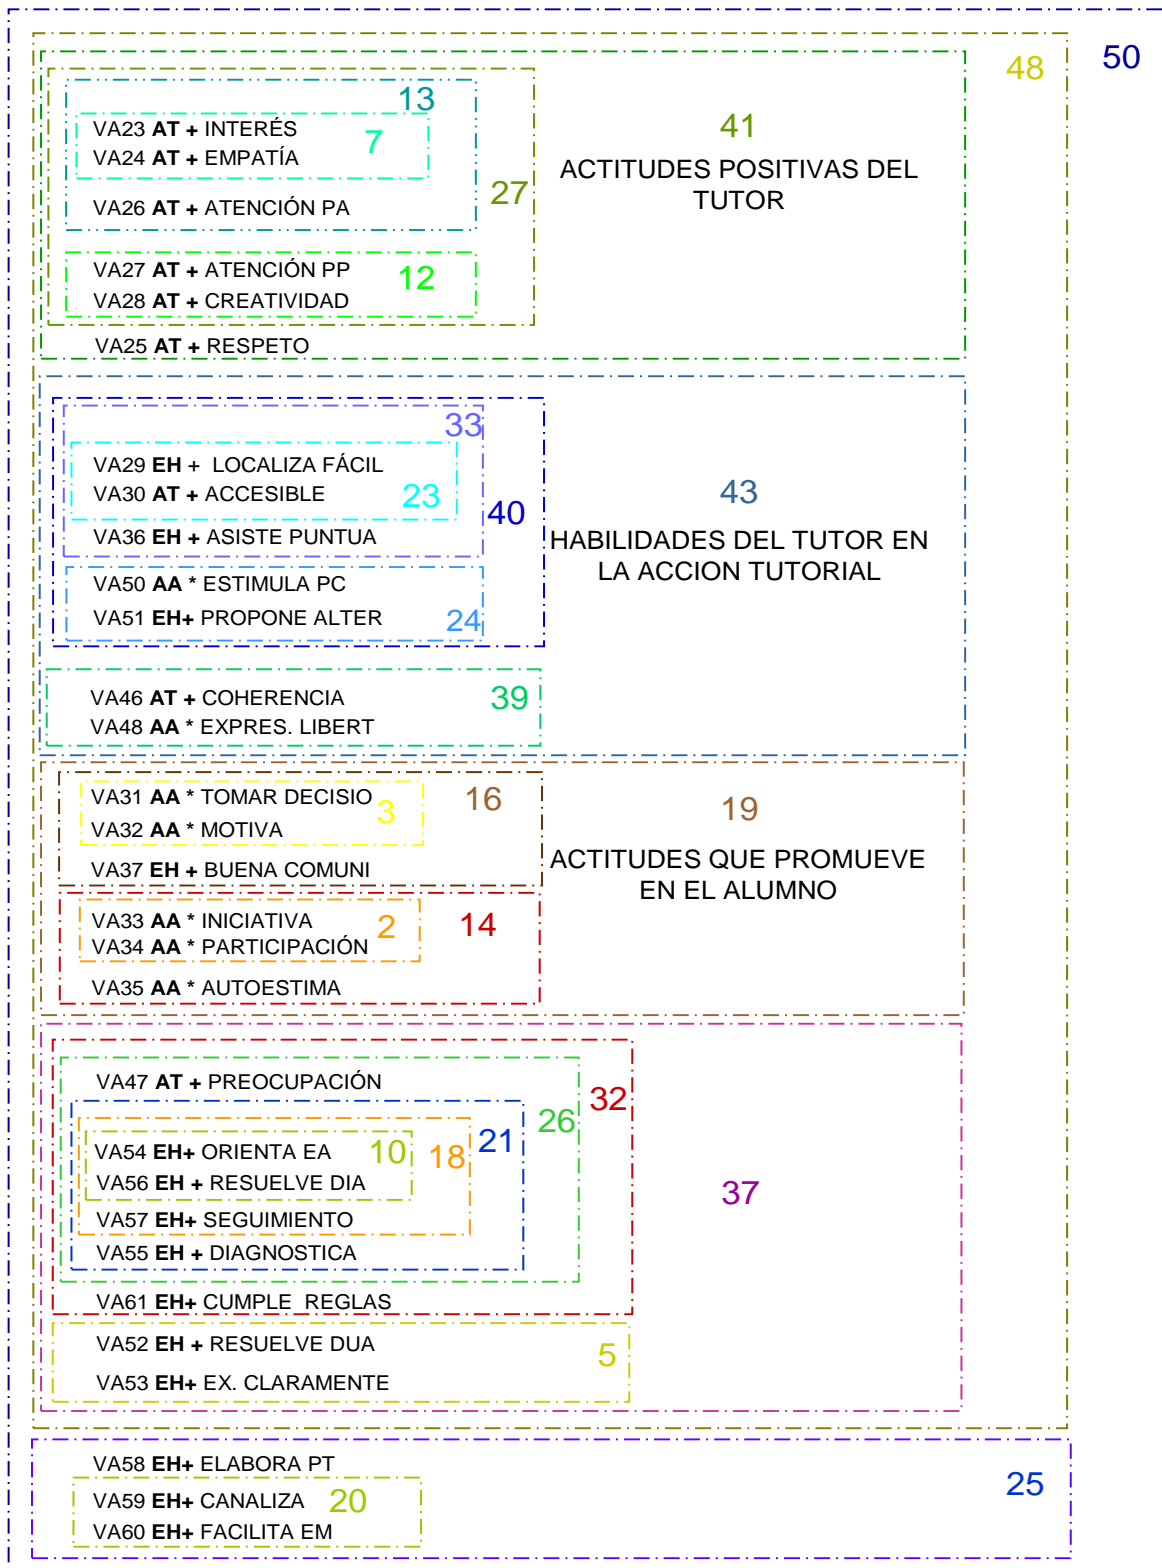 50
48
13
VA23 AT + INTERÉS
7
VA24 AT + EMPATÍA
VA26 AT + ATENCIÓN PA
27
VA27 AT + ATENCIÓN PP
12
VA28 AT + CREATIVIDAD
VA25 AT + RESPETO
41
ACTITUDES POSITIVAS DEL
TUTOR
33
VA29 EH + LOCALIZA FÁCIL
VA30 AT + ACCESIBLE
23
40
VA36 EH + ASISTE PUNTUA
VA50 AA * ESTIMULA PC
VA51 EH+ PROPONE ALTER
24
VA46 AT + COHERENCIA
39
VA48 AA * EXPRES. LIBERT
43
HABILIDADES DEL TUTOR EN
LA ACCION TUTORIAL
VA31 AA * TOMAR DECISIO
3
16
VA32 AA * MOTIVA
VA37 EH + BUENA COMUNI
VA33 AA * INICIATIVA
2
14
VA34 AA * PARTICIPACIÓN
VA35 AA * AUTOESTIMA
19
ACTITUDES QUE PROMUEVE
EN EL ALUMNO
VA47 AT + PREOCUPACIÓN
32
26
21
18
10
VA54 EH+ ORIENTA EA
VA56 EH + RESUELVE DIA
VA57 EH+ SEGUIMIENTO
VA55 EH + DIAGNOSTICA
VA61 EH+ CUMPLE REGLAS
VA52 EH + RESUELVE DUA
5
VA53 EH+ EX. CLARAMENTE
37
VA58 EH+ ELABORA PT
VA59 EH+ CANALIZA
20
VA60 EH+ FACILITA EM
25